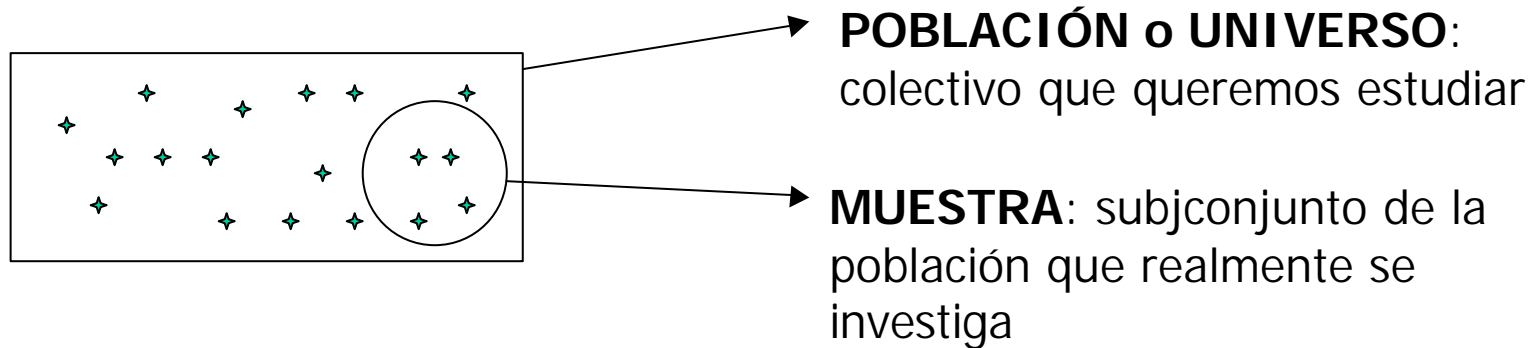 POBLACIÓN o UNIVERSO:
colectivo que queremos estudiar
MUESTRA: subjconjunto de la
población que realmente se
investiga